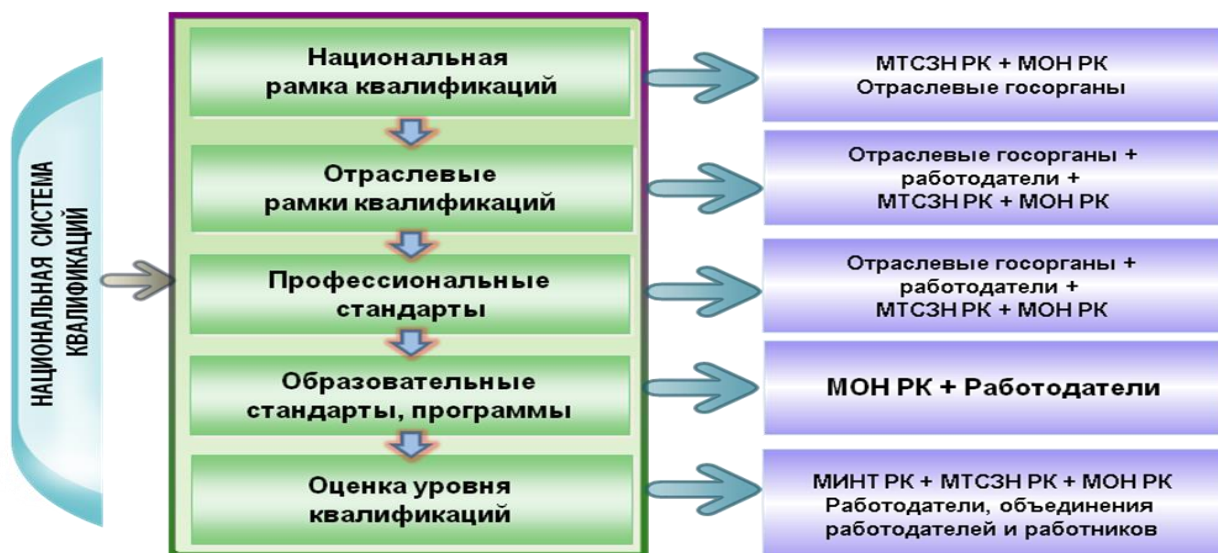 НАЦИОНАЛЬНАЯ СИСТЕМА
КВАЛИФИКАЦИЙ
Национальная
рамка квалификаций
МТСЗН РК + МОН РК
Отраслевые госорганы
Отраслевые
рамки квалификаций
Отраслевые госорганы +
работодатели +
МТСЗН РК + МОН РК
Профессиональные
стандарты
Отраслевые госорганы +
работодатели +
МТСЗН РК + МОН РК
Образовательные
стандарты, программы
МОН РК + Работодатели
Оценка уровня
квалификаций
МИНТ РК + МТСЗН РК + МОН РК
Работодатели, объединения
работодателей и работников